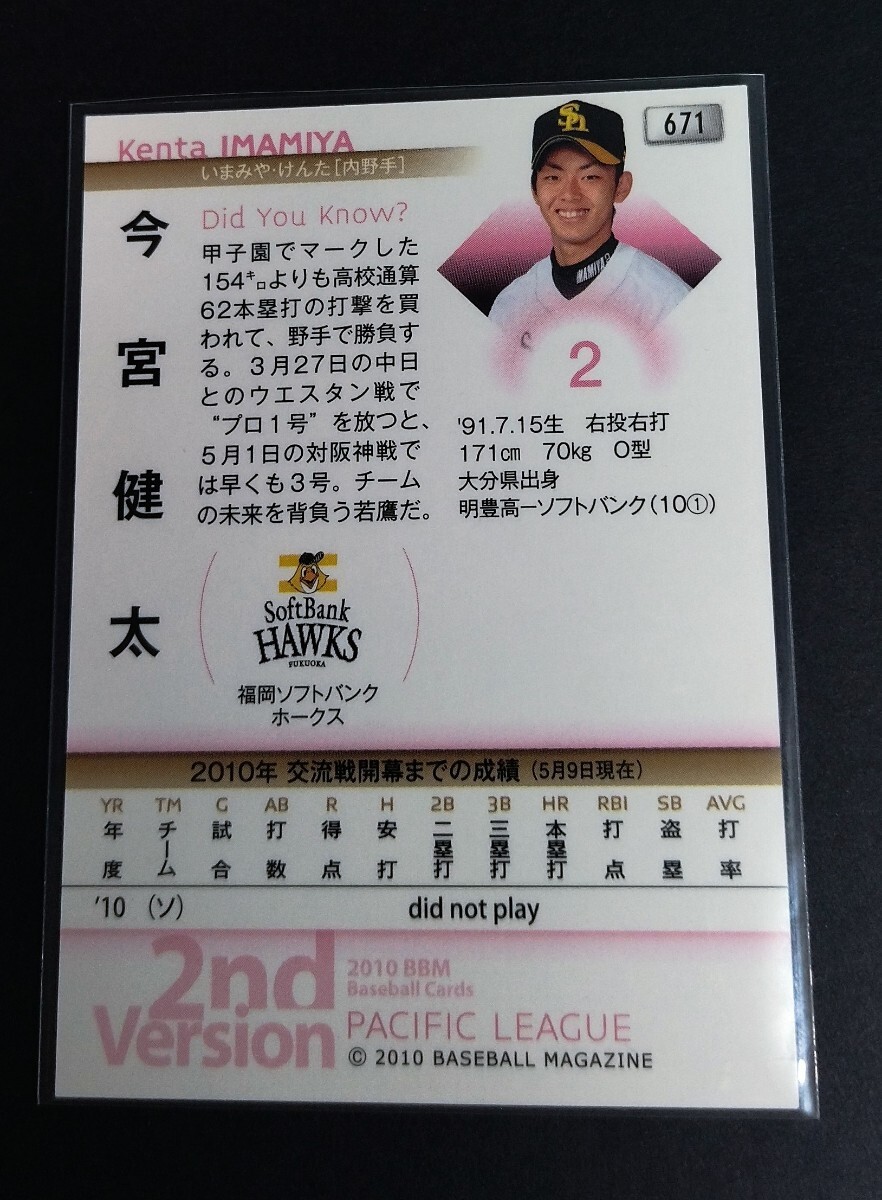 Kenta IMAMIYA
671
いまみや・けんた[内野手]
今宮健太
Did You Know?
甲子園でマークした
154㌔よりも高校通算
62本塁打の打撃を買
われて、野手で勝負す
る。3月27日の中日
とのウエスタン戦で
“プロ1号”を放つと、
5月1日の対阪神戦で
は早くも3号。チーム
の未来を背負う若鷹だ。
Sh
IMAMIYA
2
'91.7.15生 右投右打
171㎝ 70㎏ O型
大分県出身
明豊高ーソフトバンク(10①)
SoftBank
HAWKS
FUKUOKA
福岡ソフトバンク
ホークス
2010年 交流戦開幕までの成績 (5月9日現在)
YR TM G AB R H 2B 3B HR RBI SB AVG
年度 チーム 試合 打数 得点 安打 二塁打 三塁打 本塁打 打点 盗塁 打率
'10 (ソ) did not play
2nd
Version
2010 BBM
Baseball Cards
PACIFIC LEAGUE
© 2010 BASEBALL MAGAZINE